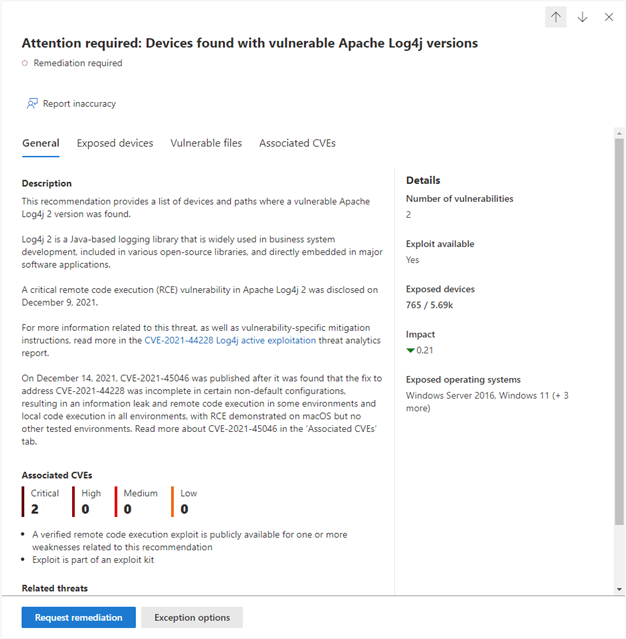 Attention required: Devices found with vulnerable Apache Log4j versions
Remediation required
Report inaccuracy
General Exposed devices Vulnerable files Associated CVEs
Description
This recommendation provides a list of devices and paths where a vulnerable Apache
Log4j 2 version was found.
Log4j 2 is a Java-based logging library that is widely used in business system
development, included in various open-source libraries, and directly embedded in major
software applications.
A critical remote code execution (RCE) vulnerability in Apache Log4j 2 was disclosed on
December 9, 2021.
For more information related to this threat, as well as vulnerability-specific mitigation
instructions, read more in the CVE-2021-44228 Log4j active exploitation threat analytics
report.
On December 14, 2021, CVE-2021-45046 was published after it was found that the fix to
address CVE-2021-44228 was incomplete in certain non-default configurations,
resulting in an information leak and remote code execution in some environments and
local code execution in all environments, with RCE demonstrated on macOS but no
other tested environments. Read more about CVE-2021-45046 in the 'Associated CVEs'
tab.
Associated CVEs
Critical High Medium Low
2 0 0 0
A verified remote code execution exploit is publicly available for one or more
weaknesses related to this recommendation
Exploit is part of an exploit kit
Related threats
Details
Number of vulnerabilities
2
Exploit available
Yes
Exposed devices
765 / 5.69k
Impact
0.21
Exposed operating systems
Windows Server 2016, Windows 11 (+ 3
more)
Request remediation Exception options